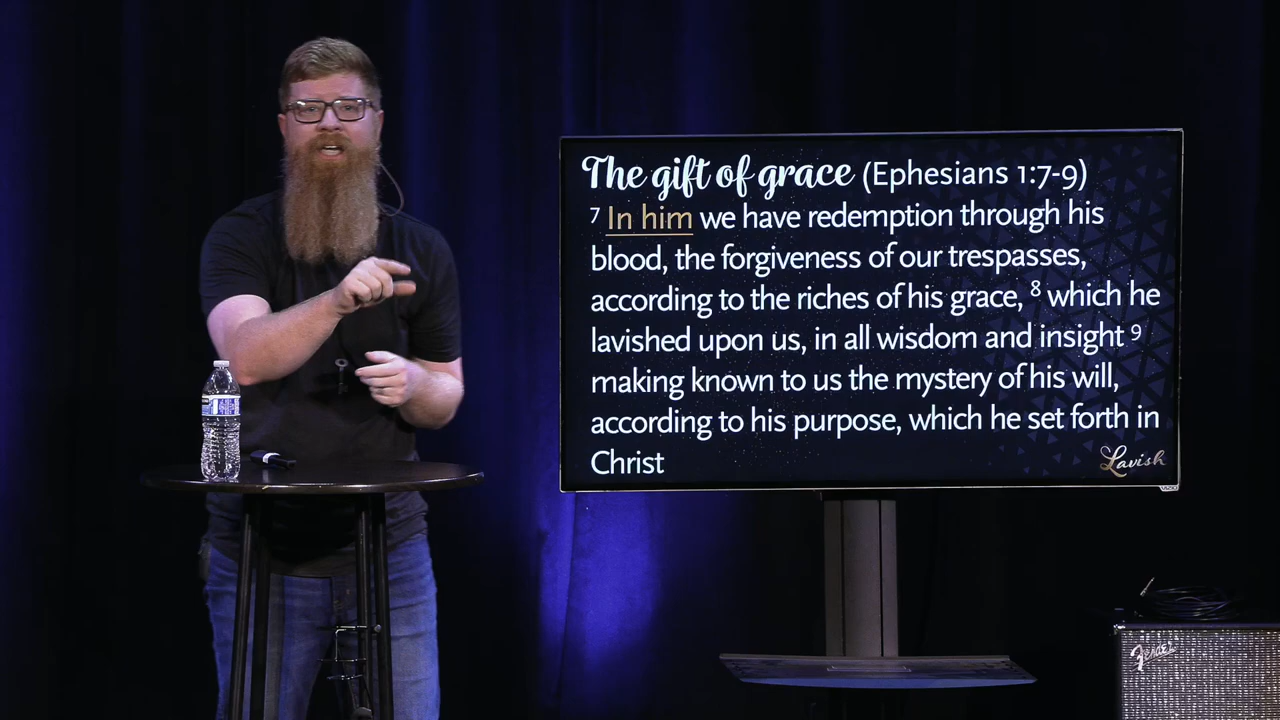 The gift of grace (Ephesians 1:7-9)
7 In him we have redemption through his
blood, the forgiveness of our trespasses,
according to the riches of his grace, 8 which he
lavished upon us, in all wisdom and insight 9
making known to us the mystery of his will,
according to his purpose, which he set forth in
Christ
Lavish
VIZIO
Fender